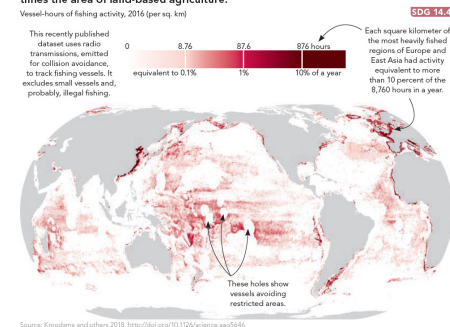 times the area of land-based agriculture.
Vessel-hours of fishing activity, 2016 (per sq. km)
SDG 14.4
This recently published
dataset uses radio
transmissions, emitted
for collision avoidance,
to track fishing vessels. It
excludes small vessels and,
probably, illegal fishing.
0 8.76 87.6 876 hours
equivalent to 0.1% 1% 10% of a year
Each square kilometer of
the most heavily fished
regions of Europe and
East Asia had activity
equivalent to more
than 10 percent of the
8,760 hours in a year.
These holes show
vessels avoiding
restricted areas.
Source: Kroodsma and others 2018. http://doi.org/10.1126/science.aao5646